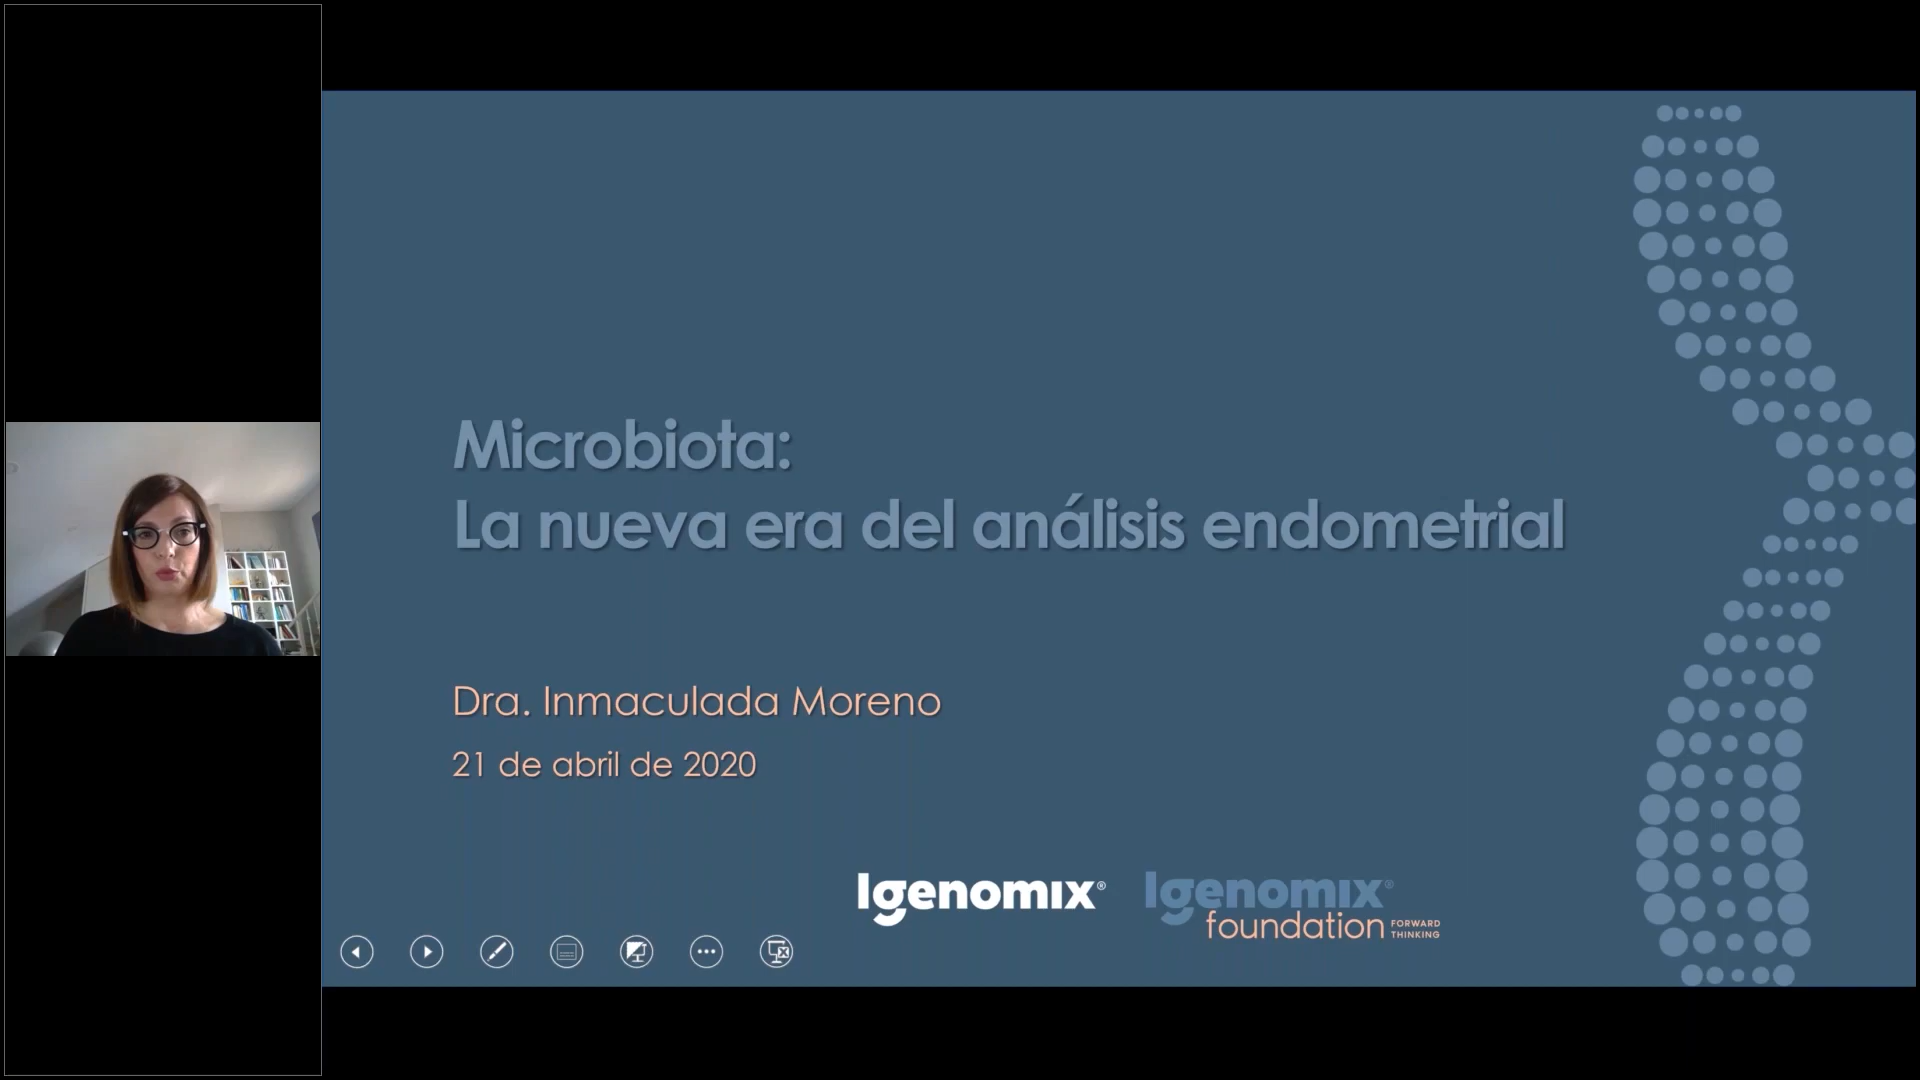 Microbiota:
La nueva era del análisis endometrial
Dra. Inmaculada Moreno
21 de abril de 2020
Igenomix®
Igenomix®
foundation FORWARD
THINKING